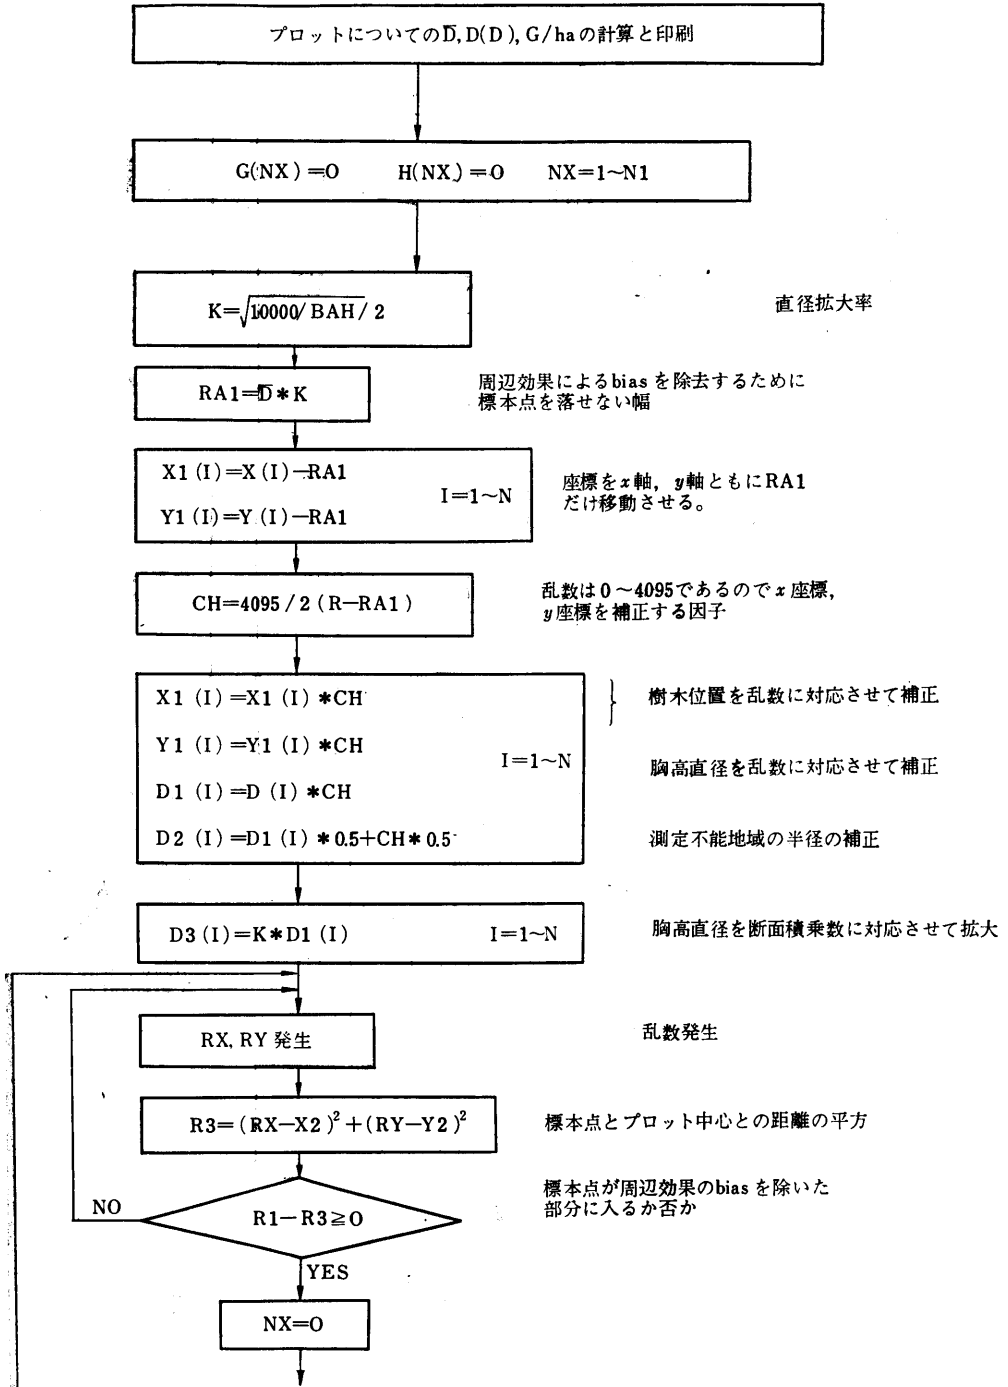 プロットについてのD̄, D(D), G/haの計算と印刷
G(NX)=O H(NX)=O NX=1~N1
K=√10000/BAH/2
直径拡大率
RA1=D̄*K
周辺効果によるbiasを除去するために
標本点を落せない幅
X1(I)=X(I)-RA1
I=1~N
Y1(I)=Y(I)-RA1
座標をx軸，y軸ともにRA1
だけ移動させる。
CH=4095/2(R-RA1)
乱数は0～4095であるのでx座標,
y座標を補正する因子
X1(I)=X1(I)*CH
樹木位置を乱数に対応させて補正
Y1(I)=Y1(I)*CH
I=1~N
胸高直径を乱数に対応させて補正
D1(I)=D(I)*CH
D2(I)=D1(I)*0.5+CH*0.5
測定不能地域の半径の補正
D3(I)=K*D1(I) I=1~N
胸高直径を断面積乗数に対応させて拡大
RX, RY 発生
乱数発生
R3=(RX-X2)²+(RY-Y2)²
標本点とプロット中心との距離の平方
標本点が周辺効果のbiasを除いた
部分に入るか否か
NO
R1-R3≧O
YES
NX=O